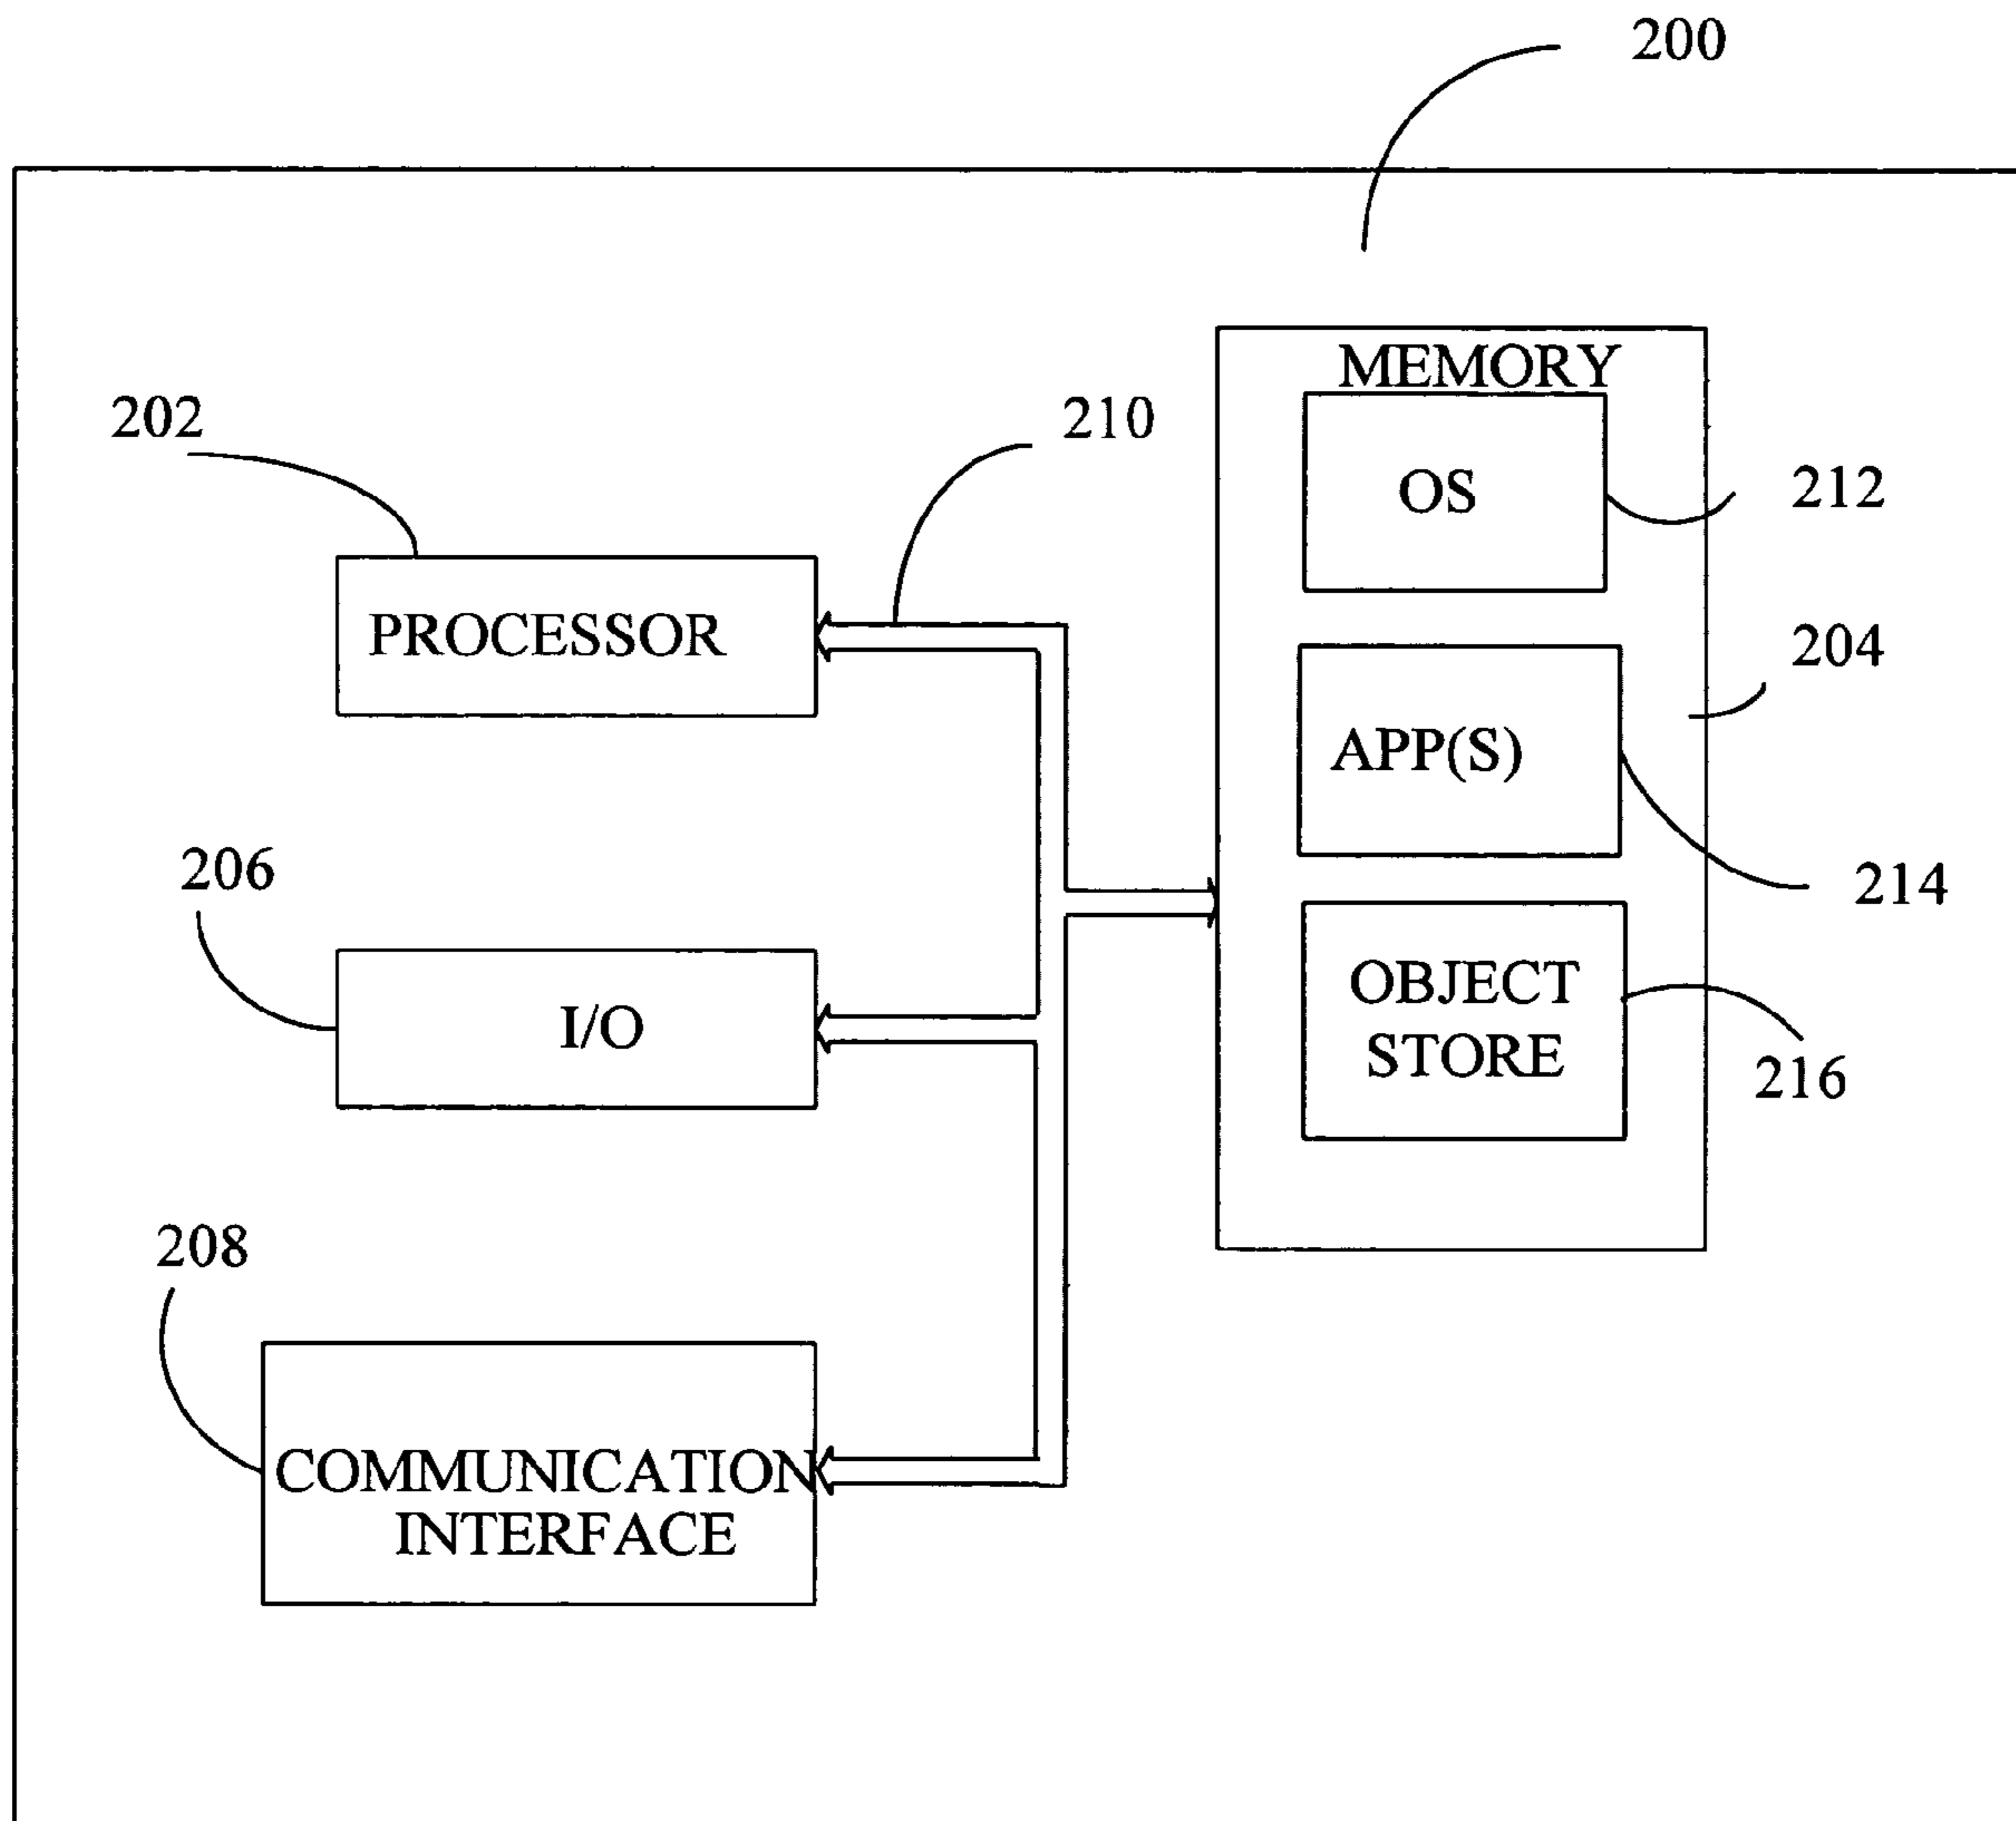 200
MEMORY
202
210
OS
212
PROCESSOR
204
APP(S)
206
214
I/O
OBJECT
STORE
216
208
COMMUNICATION
INTERFACE